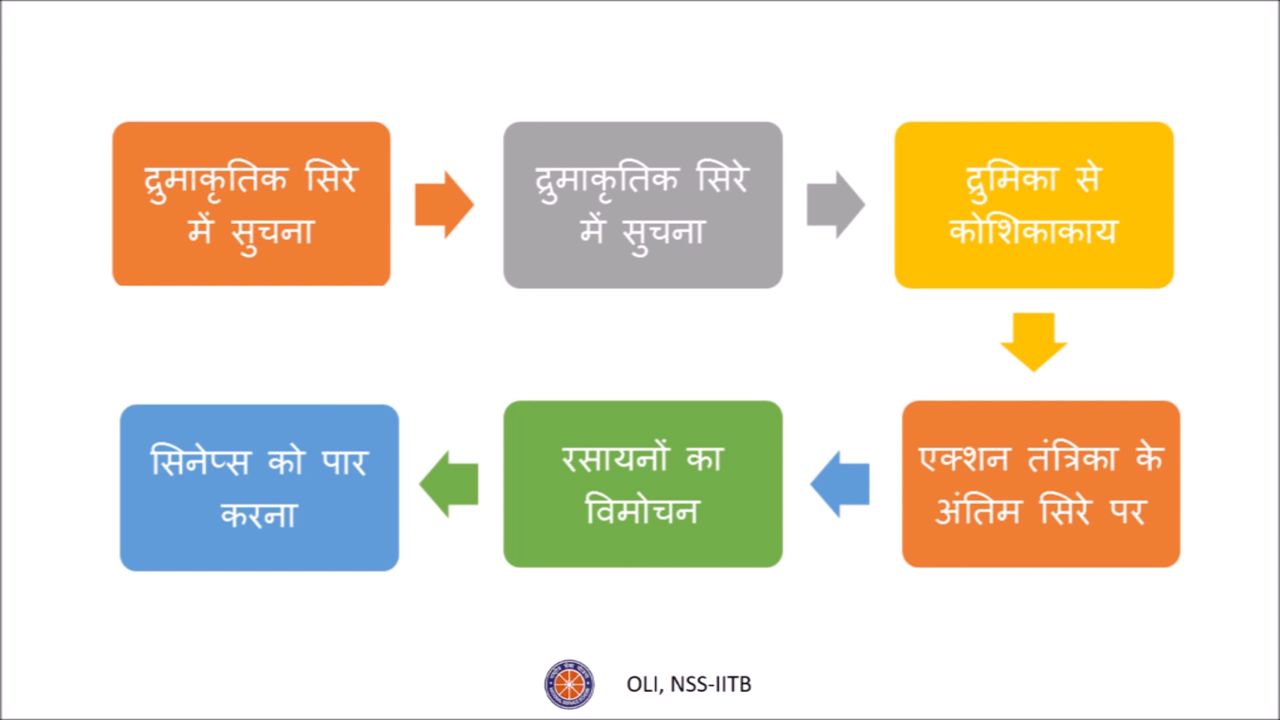 द्रुमाकृतिक सिरे
में सुचना
द्रुमाकृतिक सिरे
में सुचना
द्रुमिका से
कोशिकाकाय
एक्शन तंत्रिका के
अंतिम सिरे पर
रसायनों का
विमोचन
सिनेप्स को पार
करना
OLI, NSS-IITB